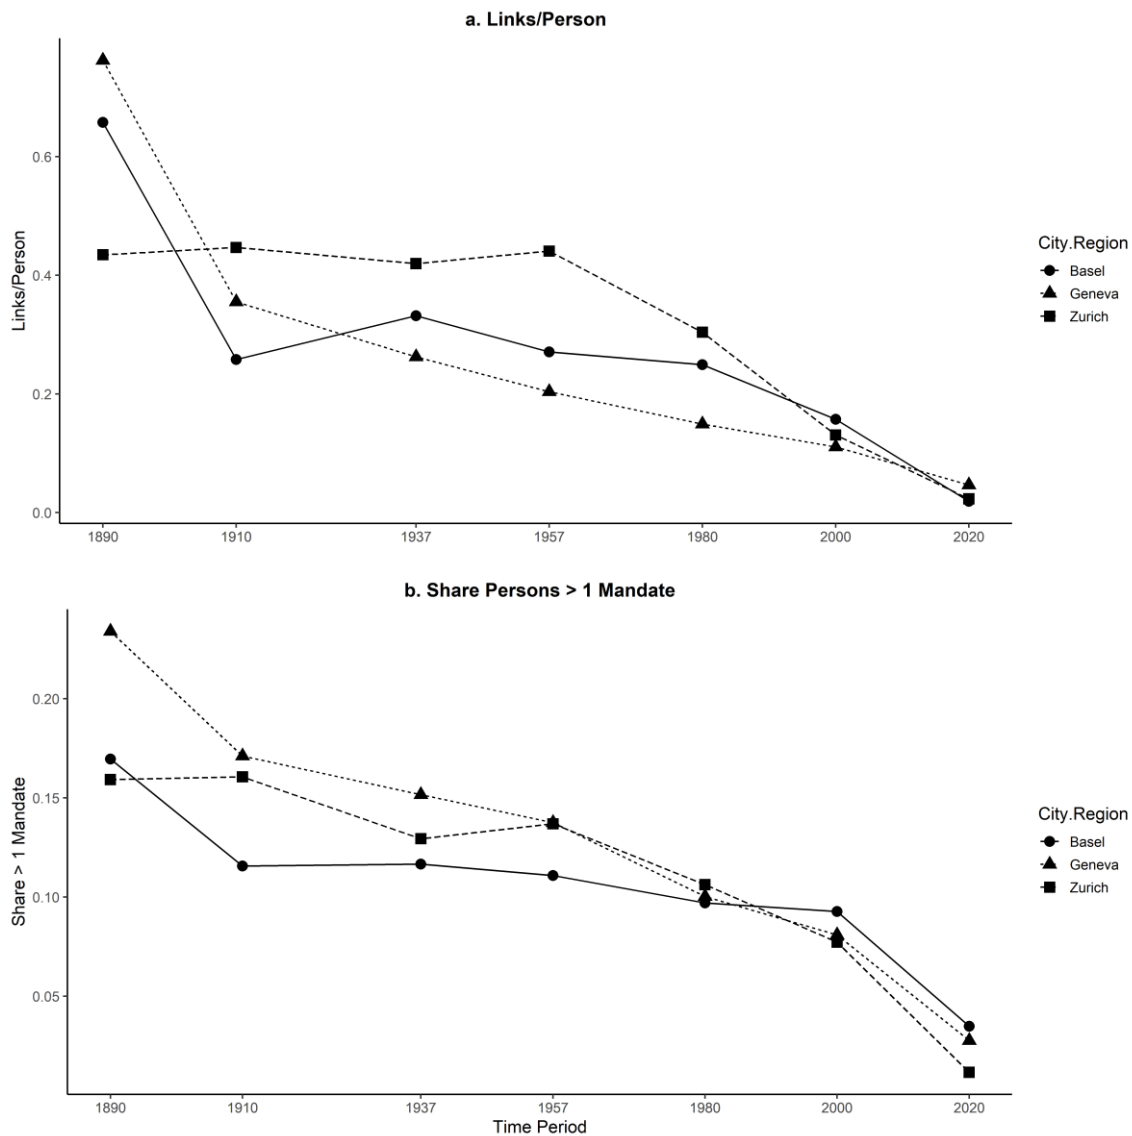 a. Links/Person
Links/Person
0.6
0.4
0.2
0.0
1890 1910 1937 1957 1980 2000 2020
City.Region
Basel
Geneva
Zurich
b. Share Persons > 1 Mandate
Share > 1 Mandate
0.20
0.15
0.10
0.05
1890 1910 1937 1957 1980 2000 2020
Time Period
City.Region
Basel
Geneva
Zurich